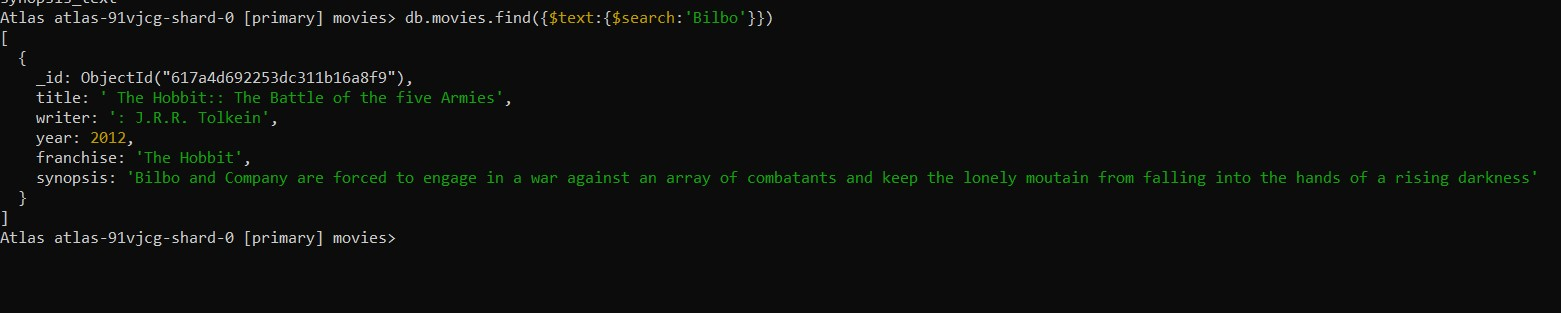 synopsis_text
Atlas atlas-91vjcg-shard-0 [primary] movies> db.movies.find({$text:{$search:'Bilbo'}})
[
  {
    _id: ObjectId("617a4d692253dc311b16a8f9"),
    title: ' The Hobbit:: The Battle of the five Armies',
    writer: ': J.R.R. Tolkein',
    year: 2012,
    franchise: 'The Hobbit',
    synopsis: 'Bilbo and Company are forced to engage in a war against an array of combatants and keep the lonely moutain from falling into the hands of a rising darkness'
  }
]
Atlas atlas-91vjcg-shard-0 [primary] movies>